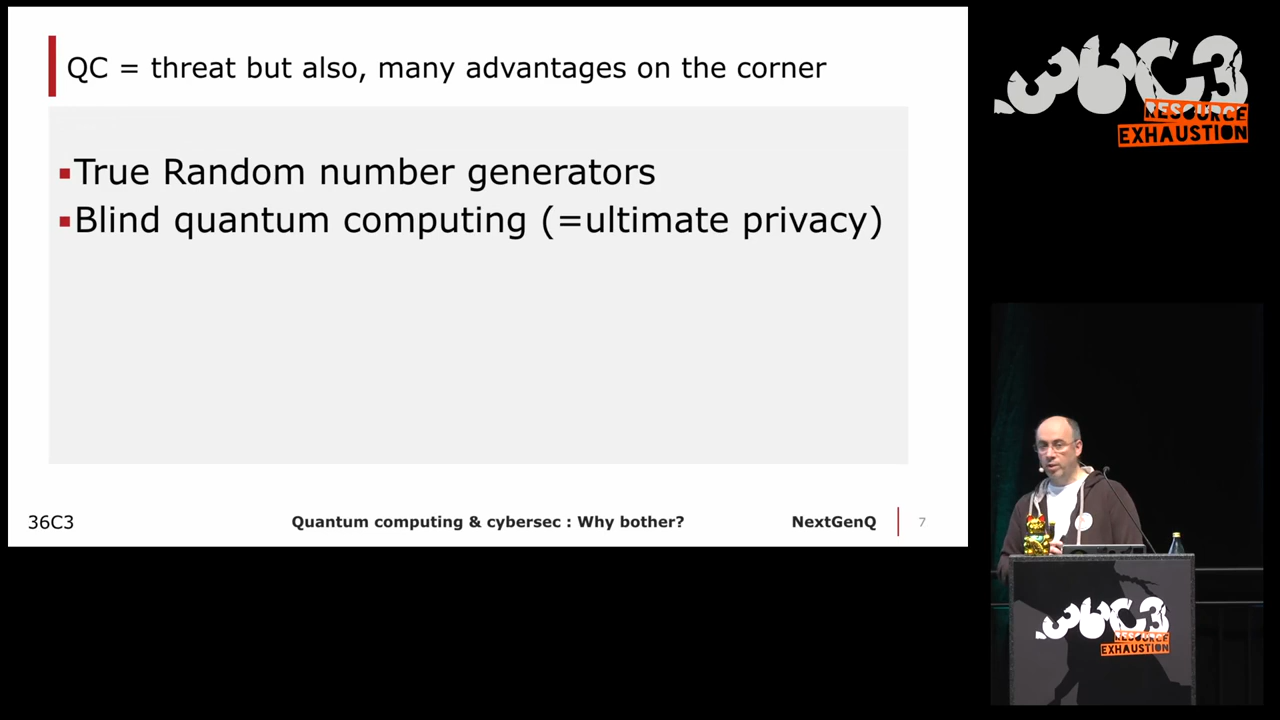 QC = threat but also, many advantages on the corner
▪True Random number generators
▪Blind quantum computing (=ultimate privacy)
36C3
Quantum computing & cybersec : Why bother?
NextGenQ
7
36C3
RESOURCE
EXHAUSTION
36C3
RESOURCE
EXHAUSTION